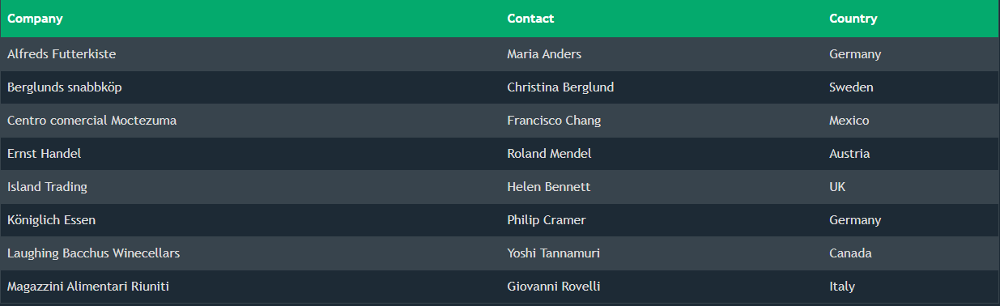 Company Contact Country
Alfreds Futterkiste Maria Anders Germany
Berglunds snabbköp Christina Berglund Sweden
Centro comercial Moctezuma Francisco Chang Mexico
Ernst Handel Roland Mendel Austria
Island Trading Helen Bennett UK
Königlich Essen Philip Cramer Germany
Laughing Bacchus Winecellars Yoshi Tannamuri Canada
Magazzini Alimentari Riuniti Giovanni Rovelli Italy